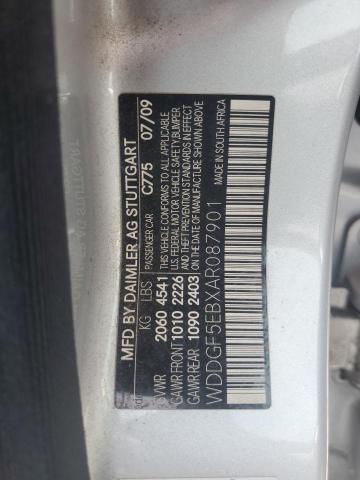 MFD BY DAIMLER AG STUTTGART
KG LBS PASSENGER CAR C775 07/09
GVWR 2060 4541 THIS VEHICLE CONFORMS TO ALL APPLICABLE
GAWR FRONT 1010 2226 U.S. FEDERAL MOTOR VEHICLE SAFETY, BUMPER
AND THEFT PREVENTION STANDARDS IN EFFECT
GAWR REAR 1090 2403 ON THE DATE OF MANUFACTURE SHOWN ABOVE
MADE IN SOUTH AFRICA
WDDGF5EBXAR087901